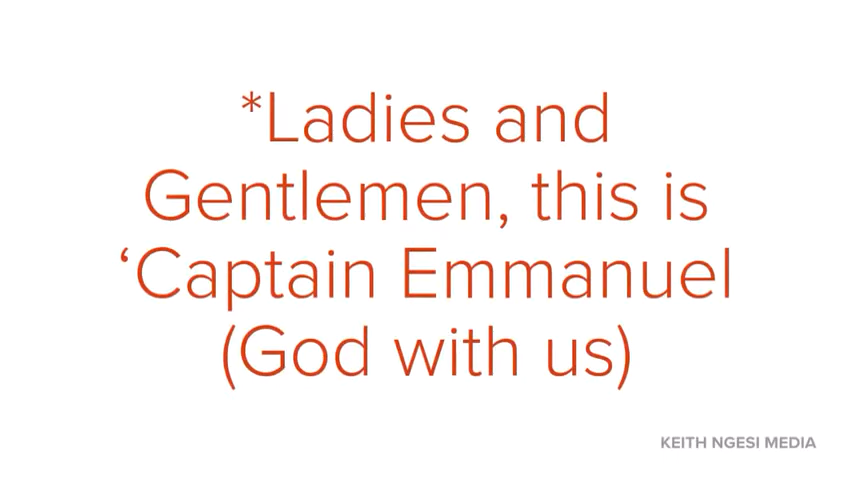 *Ladies and
Gentlemen, this is
‘Captain Emmanuel
(God with us)
KEITH NGESI MEDIA